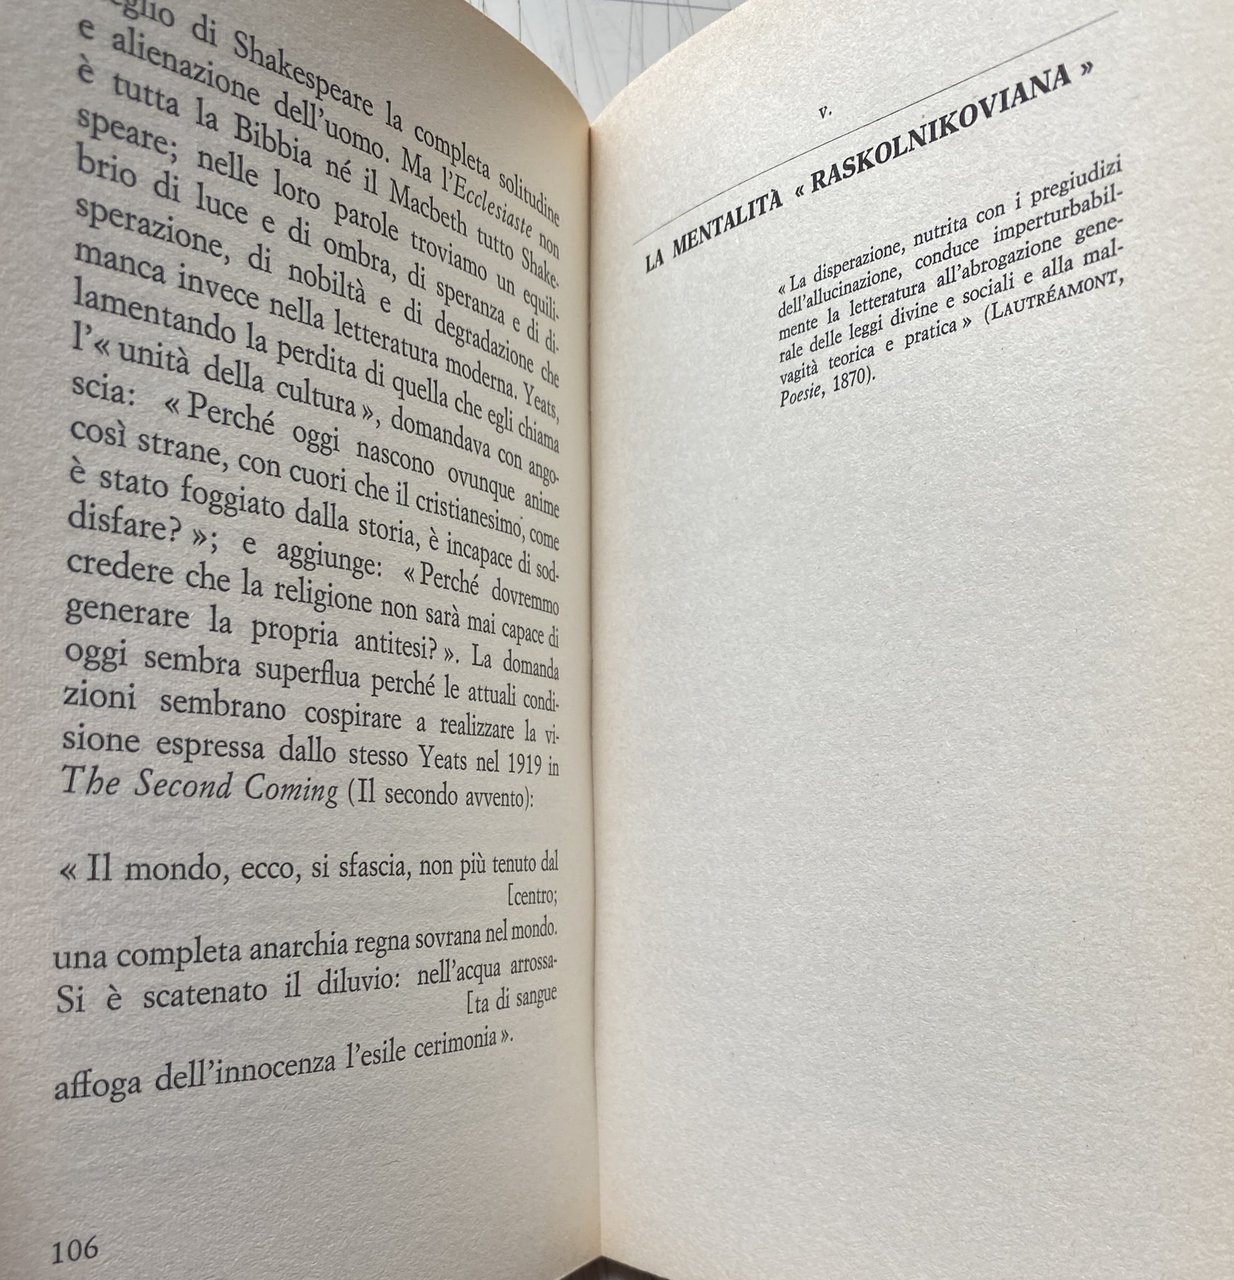 di Shakespeare la completa solitudine
e alienazione dell'uomo. Ma l'Ecclesiaste non
è tutta la Bibbia né il Macbeth tutto Shake-
speare; nelle loro parole troviamo un equili-
brio di luce e di ombra, di speranza e di di-
sperazione, di nobiltà e di degradazione che
manca invece nella letteratura moderna. Yeats,
lamentando la perdita di quella che egli chiama
l'« unità della cultura », domandava con ango-
scia: « Perché oggi nascono ovunque anime
così strane, con cuori che il cristianesimo, come
è stato foggiato dalla storia, è incapace di sod-
disfare? »; e aggiunge: « Perché dovremmo
credere che la religione non sarà mai capace di
generare la propria antitesi? ». La domanda
oggi sembra superflua perché le attuali condi-
zioni sembrano cospirare a realizzare la vi-
sione espressa dallo stesso Yeats nel 1919 in
The Second Coming (Il secondo avvento):
« Il mondo, ecco, si sfascia, non più tenuto dal
[centro;
una completa anarchia regna sovrana nel mondo.
Si è scatenato il diluvio: nell'acqua arrossa-
[ta di sangue
affoga dell'innocenza l'esile cerimonia ».
106
v.
LA MENTALITÀ « RASKOLNIKOVIANA »
« La disperazione, nutrita con i pregiudizi
dell'allucinazione, conduce imperturbabil-
mente la letteratura all'abrogazione gene-
rale delle leggi divine e sociali e alla mal-
vagità teorica e pratica » (LAUTRÉAMONT,
Poesie, 1870).